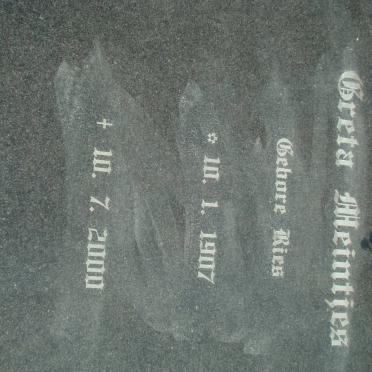 Greta Meintjes
Gebore Ries
✡ 10. 1. 1907
✝ 10. 7. 2000